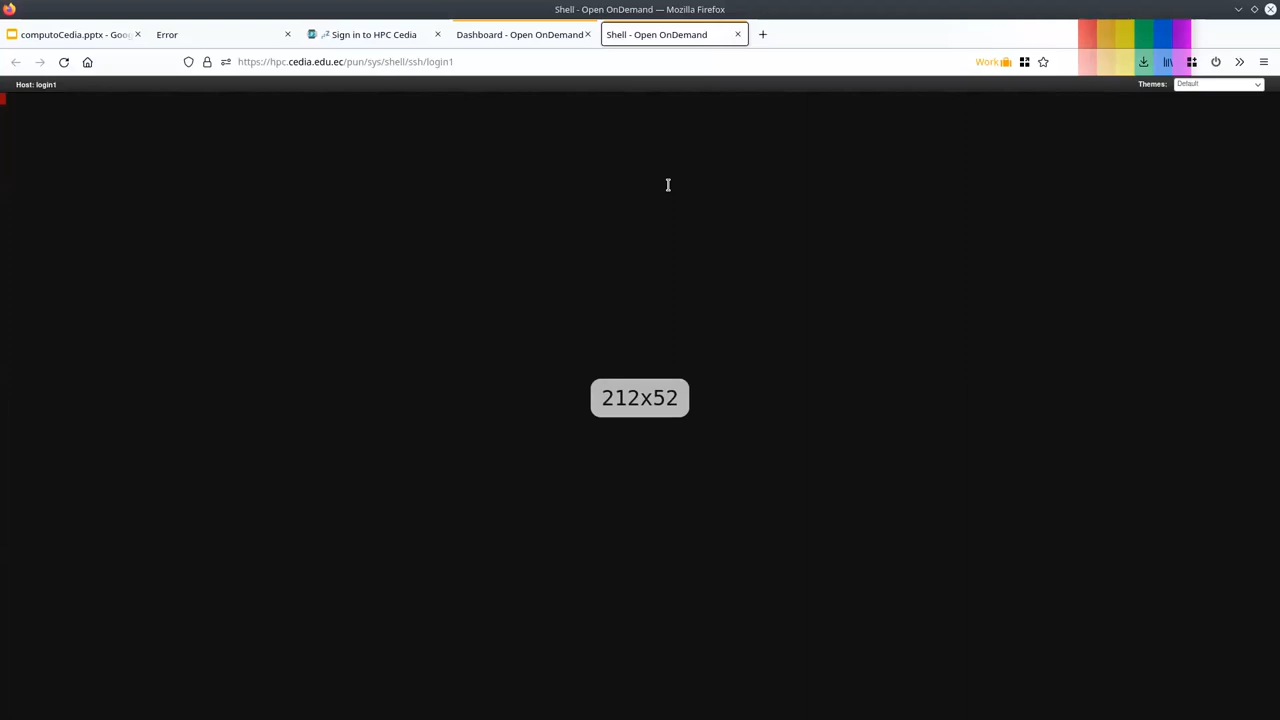 Shell - Open OnDemand — Mozilla Firefox
computoCedia.pptx - Goog
Error
Sign in to HPC Cedia
Dashboard - Open OnDemand
Shell - Open OnDemand
https://hpc.cedia.edu.ec/pun/sys/shell/ssh/login1
Work
Host: login1
Themes:
Default
212x52